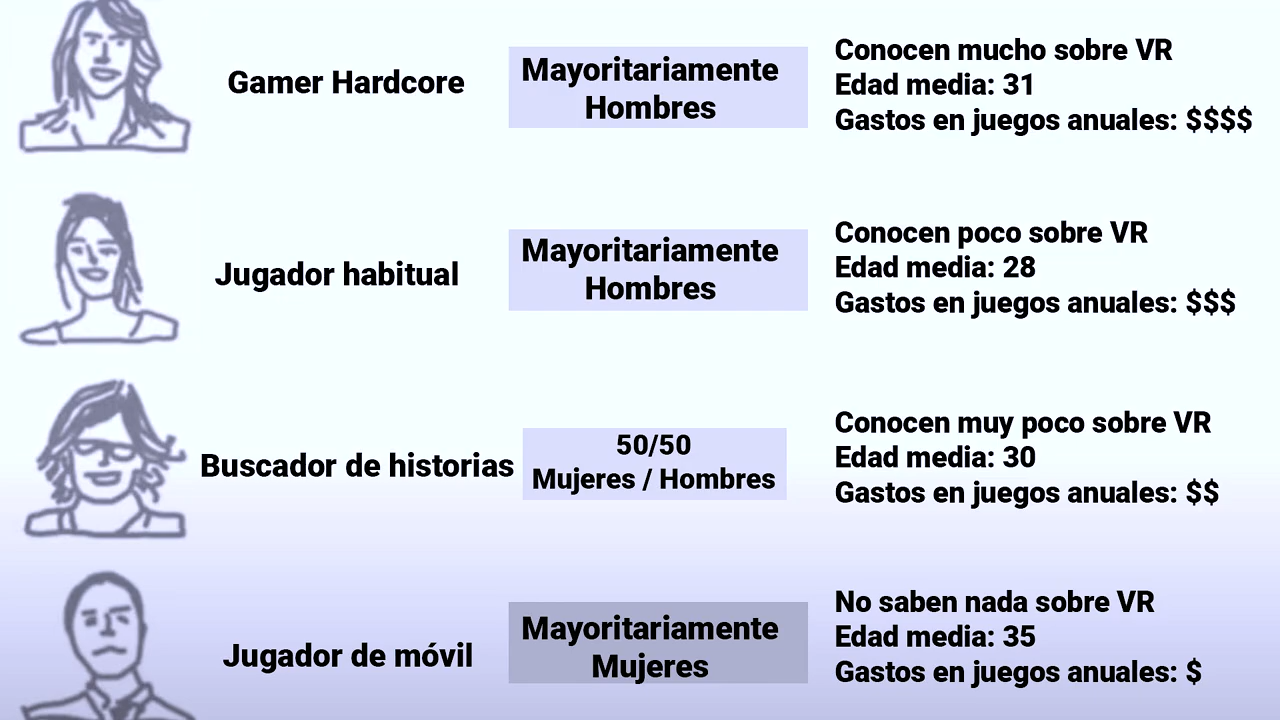 Gamer Hardcore
Mayoritariamente
Hombres
Conocen mucho sobre VR
Edad media: 31
Gastos en juegos anuales: $$$$
Jugador habitual
Mayoritariamente
Hombres
Conocen poco sobre VR
Edad media: 28
Gastos en juegos anuales: $$$
Buscador de historias
50/50
Mujeres / Hombres
Conocen muy poco sobre VR
Edad media: 30
Gastos en juegos anuales: $$
Jugador de móvil
Mayoritariamente
Mujeres
No saben nada sobre VR
Edad media: 35
Gastos en juegos anuales: $